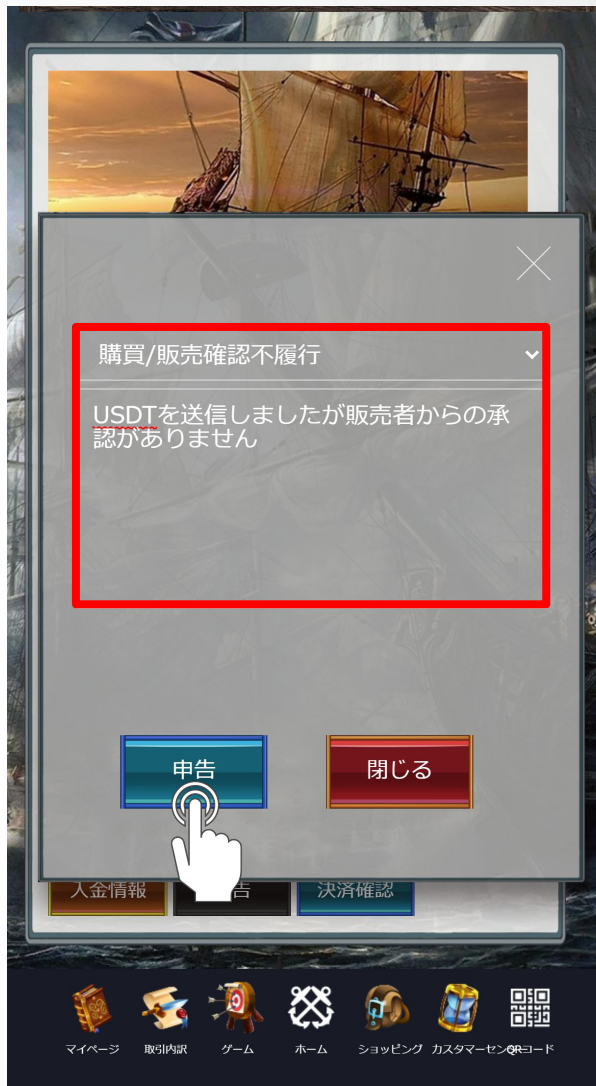 購買/販売確認不履行
USDTを送信しましたが販売者からの承
認がありません
申告
閉じる
入金情報
告
決済確認
マイページ
取引内訳
ゲーム
ホーム
ショッピング
カスタマーセンター
QRコード